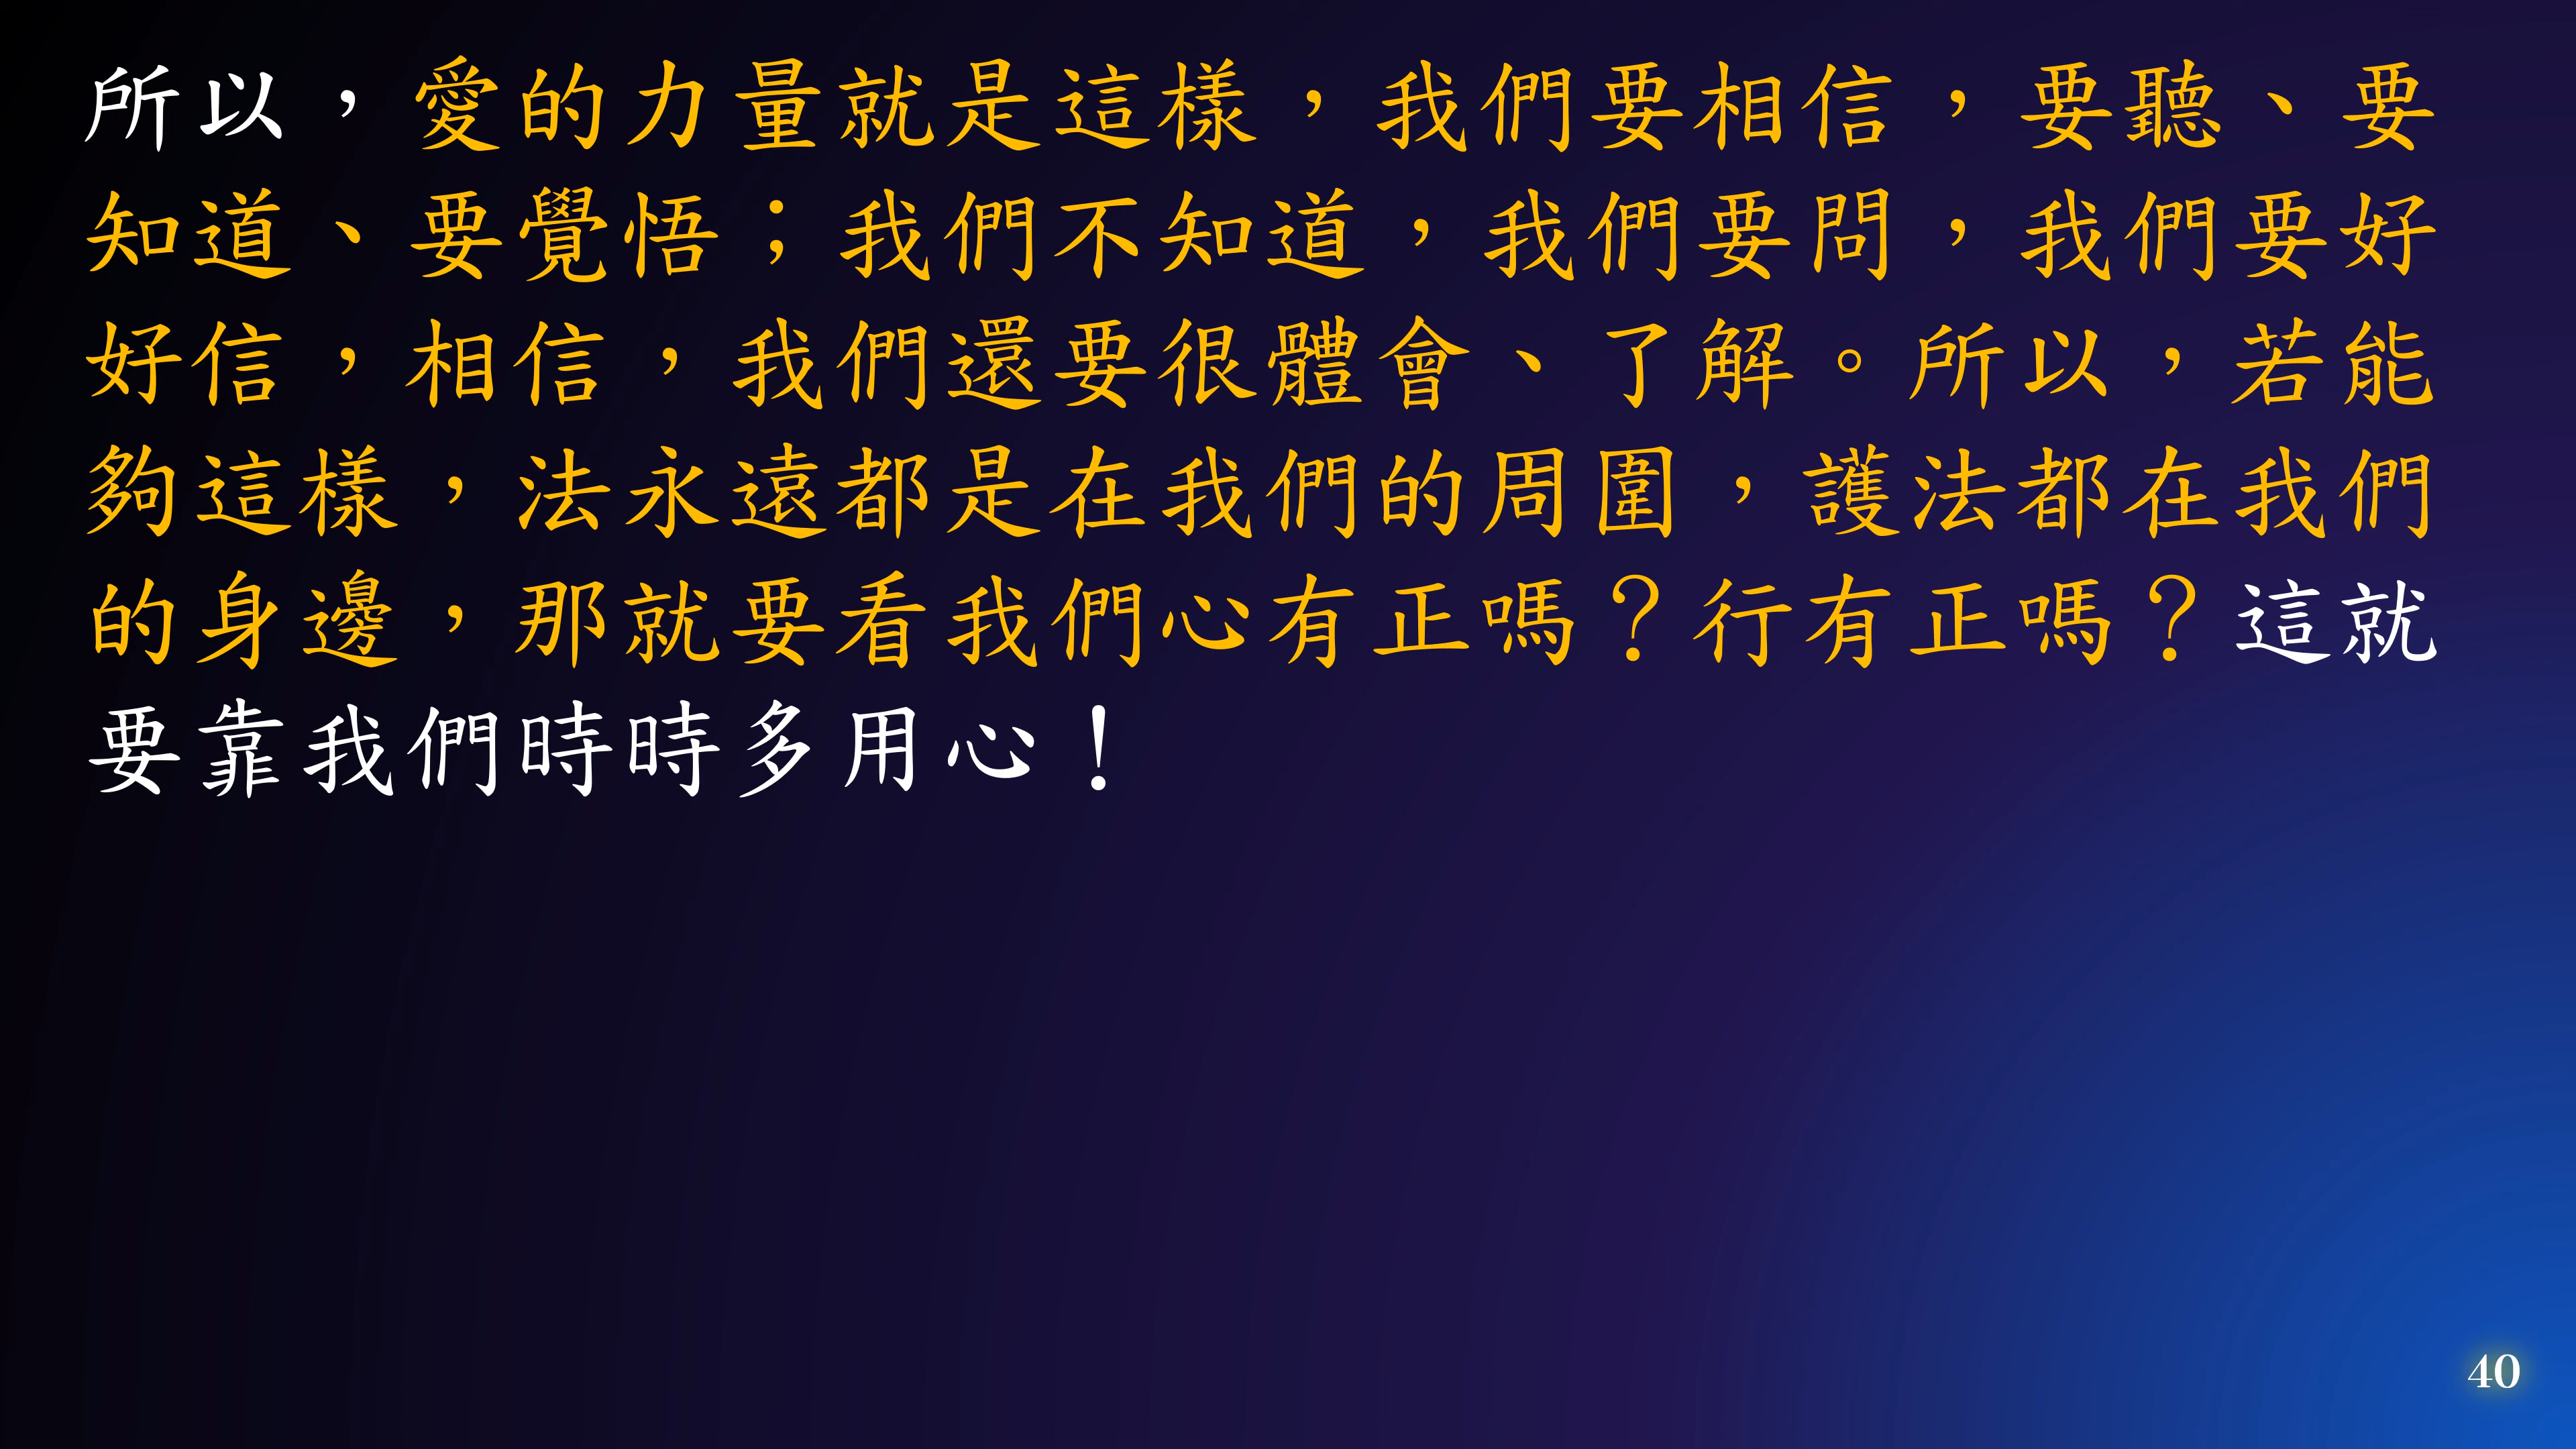 所以，愛的力量就是這樣，我們要相信，要聽、要
知道、要覺悟；我們不知道，我們要問，我們要好
好信，相信，我們還要很體會、了解。所以，若能
夠這樣，法永遠都是在我們的周圍，護法都在我們
的身邊，那就要看我們心有正嗎？行有正嗎？這就
要靠我們時時多用心！
40